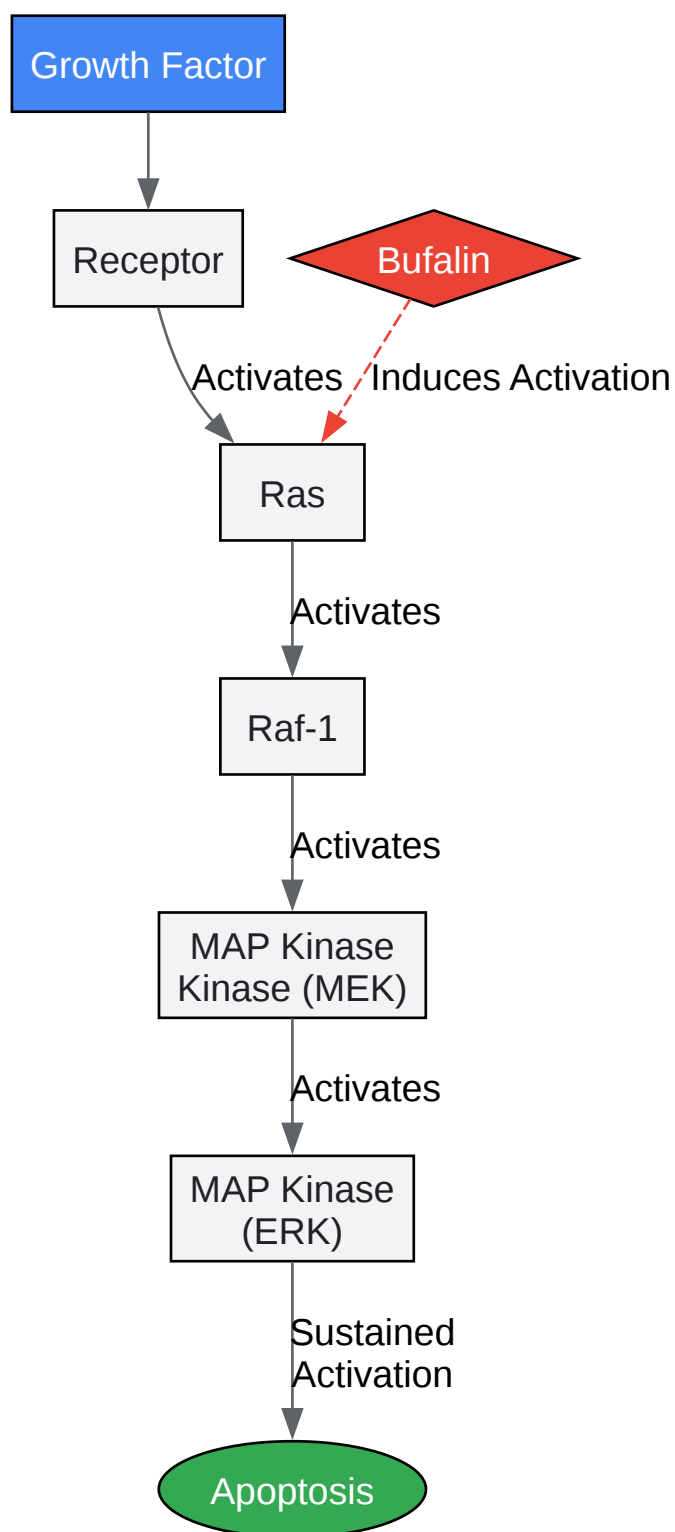 Growth Factor
Receptor
Bufalin
Activates
Induces Activation
Ras
Activates
Raf-1
Activates
MAP Kinase
Kinase (MEK)
Activates
MAP Kinase
(ERK)
Sustained
Activation
Apoptosis